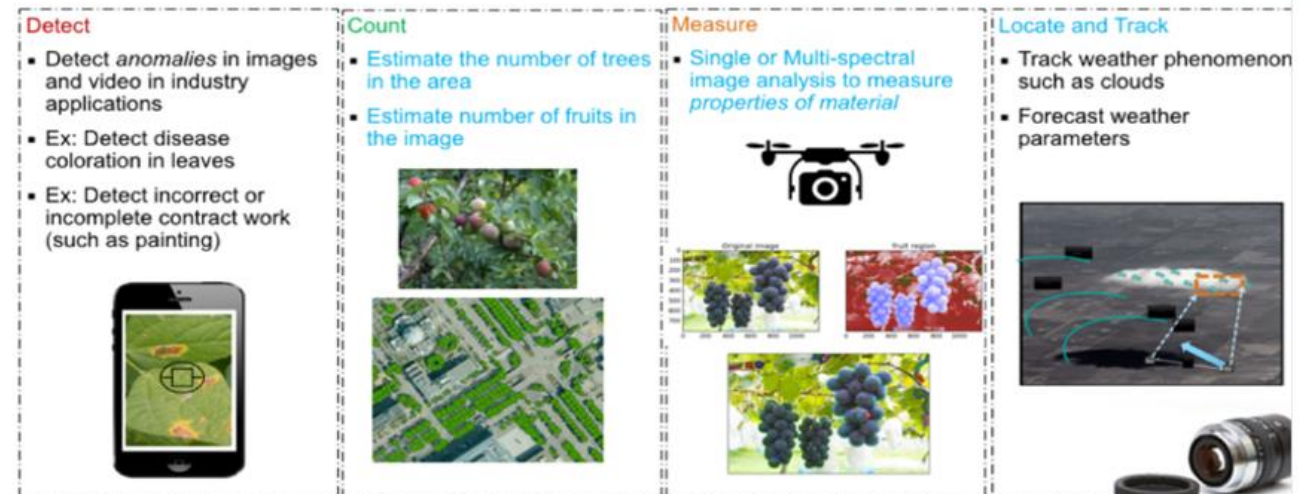 Detect
▪ Detect anomalies in images
and video in industry
applications
▪ Ex: Detect disease
coloration in leaves
▪ Ex: Detect incorrect or
incomplete contract work
(such as painting)
Count
▪ Estimate the number of trees
in the area
▪ Estimate number of fruits in
the image
Measure
▪ Single or Multi-spectral
image analysis to measure
properties of material
Original image
fruit region
Locate and Track
▪ Track weather phenomenon
such as clouds
▪ Forecast weather
parameters